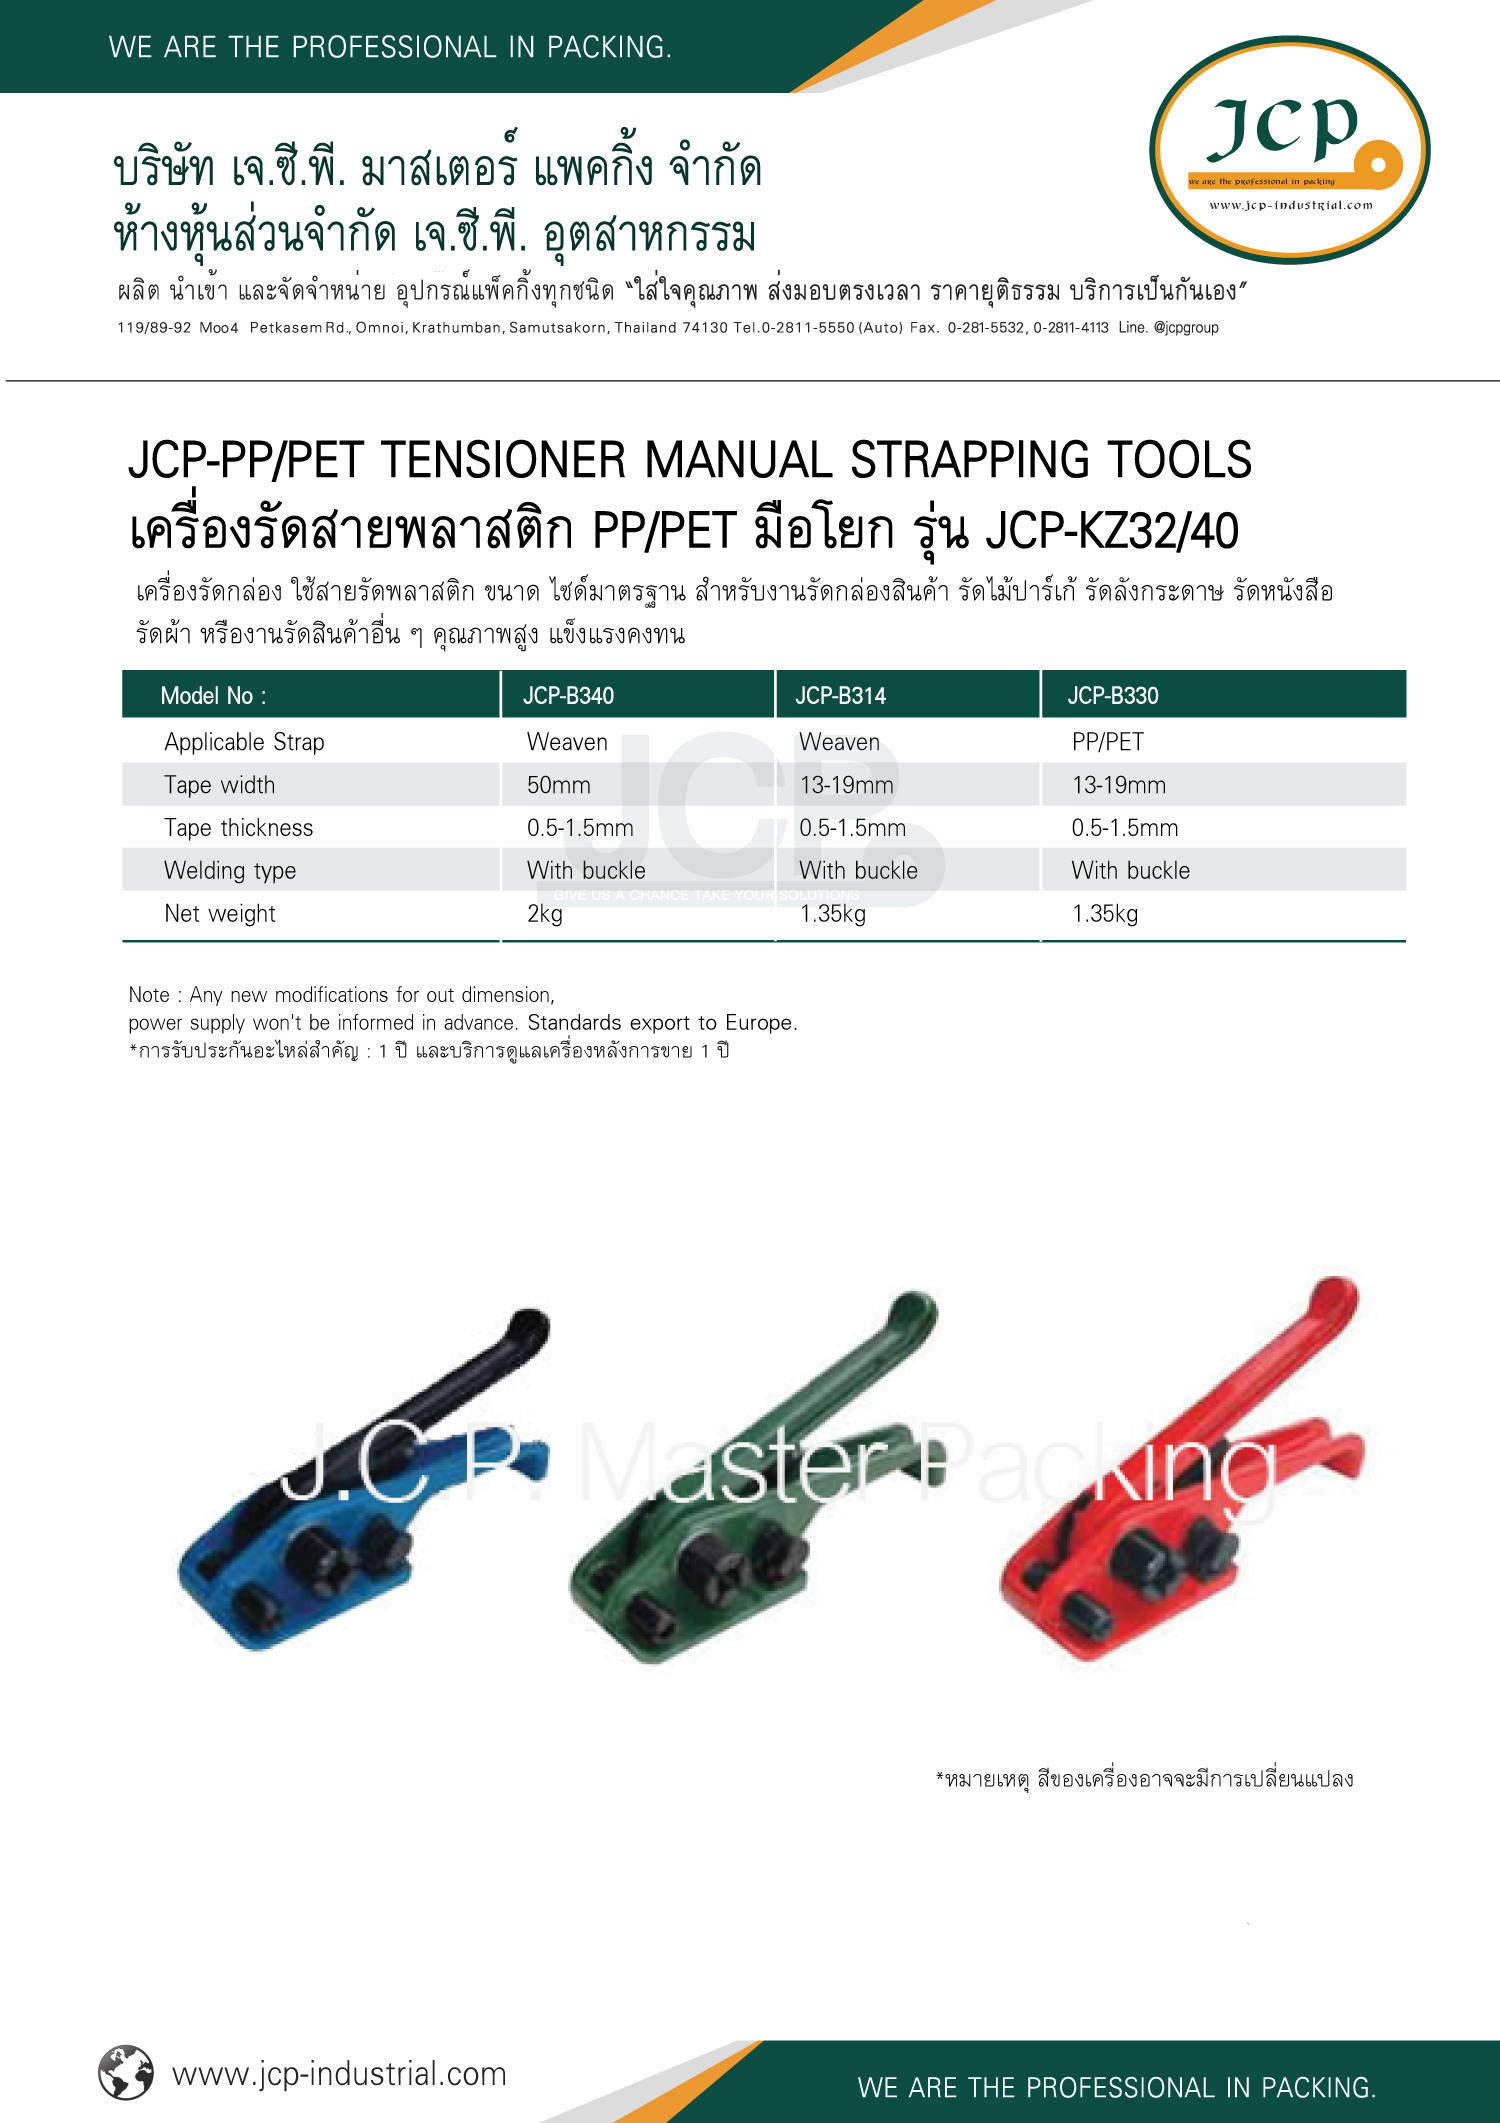 WE ARE THE PROFESSIONAL IN PACKING.
JCP
we are the professional in packing
www.jcp-industrial.com
บริษัท เจ.ซี.พี. มาสเตอร์ แพคกิ้ง จำกัด
ห้างหุ้นส่วนจำกัด เจ.ซี.พี. อุตสาหกรรม
ผลิต นำเข้า และจัดจำหน่าย อุปกรณ์แพ็คกิ้งทุกชนิด “ใส่ใจคุณภาพ ส่งมอบตรงเวลา ราคายุติธรรม บริการเป็นกันเอง”
119/89-92 Moo4 Petkasem Rd., Omnoi, Krathumban, Samutsakorn, Thailand 74130 Tel.0-2811-5550 (Auto) Fax. 0-281-5532, 0-2811-4113 Line. @jcpgroup
JCP-PP/PET TENSIONER MANUAL STRAPPING TOOLS
เครื่องรัดสายพลาสติก PP/PET มือโยก รุ่น JCP-KZ32/40
เครื่องรัดกล่อง ใช้สายรัดพลาสติก ขนาด ไซด์มาตรฐาน สำหรับงานรัดกล่องสินค้า รัดไม้ปาร์เก้ รัดลังกระดาษ รัดหนังสือ
รัดผ้า หรืองานรัดสินค้าอื่น ๆ คุณภาพสูง แข็งแรงคงทน
Model No : JCP-B340 JCP-B314 JCP-B330
Applicable Strap Weaven Weaven PP/PET
Tape width 50mm 13-19mm 13-19mm
Tape thickness 0.5-1.5mm 0.5-1.5mm 0.5-1.5mm
Welding type With buckle With buckle With buckle
JCP
GIVE US A CHANCE TAKE YOUR SOLUTIONS
Net weight 2kg 1.35kg 1.35kg
Note : Any new modifications for out dimension,
power supply won't be informed in advance. Standards export to Europe.
*การรับประกันอะไหล่สำคัญ : 1 ปี และบริการดูแลเครื่องหลังการขาย 1 ปี
J.C.P. Master Packing
*หมายเหตุ สีของเครื่องอาจจะมีการเปลี่ยนแปลง
www.jcp-industrial.com
WE ARE THE PROFESSIONAL IN PACKING.